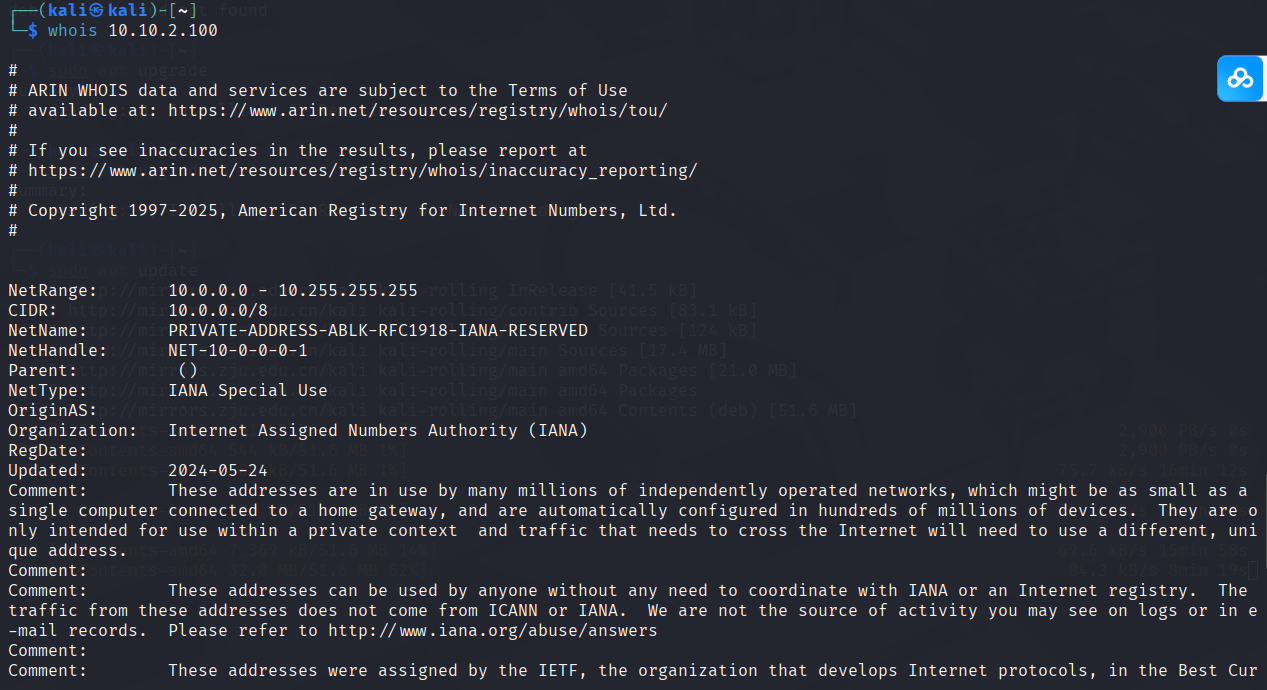 ┌──(kali㉿kali)-[~]
└─$ whois 10.10.2.100
#
# ARIN WHOIS data and services are subject to the Terms of Use
# available at: https://www.arin.net/resources/registry/whois/tou/
#
# If you see inaccuracies in the results, please report at
# https://www.arin.net/resources/registry/whois/inaccuracy_reporting/
#
# Copyright 1997-2025, American Registry for Internet Numbers, Ltd.
#
NetRange:       10.0.0.0 - 10.255.255.255
CIDR:           10.0.0.0/8
NetName:        PRIVATE-ADDRESS-ABLK-RFC1918-IANA-RESERVED
NetHandle:      NET-10-0-0-0-1
Parent:          ()
NetType:        IANA Special Use
OriginAS:
Organization:   Internet Assigned Numbers Authority (IANA)
RegDate:
Updated:        2024-05-24
Comment:        These addresses are in use by many millions of independently operated networks, which might be as small as a
single computer connected to a home gateway, and are automatically configured in hundreds of millions of devices.  They are o
nly intended for use within a private context  and traffic that needs to cross the Internet will need to use a different, uni
que address.
Comment:
Comment:        These addresses can be used by anyone without any need to coordinate with IANA or an Internet registry.  The
traffic from these addresses does not come from ICANN or IANA.  We are not the source of activity you may see on logs or in e
-mail records.  Please refer to http://www.iana.org/abuse/answers
Comment:
Comment:        These addresses were assigned by the IETF, the organization that develops Internet protocols, in the Best Cur